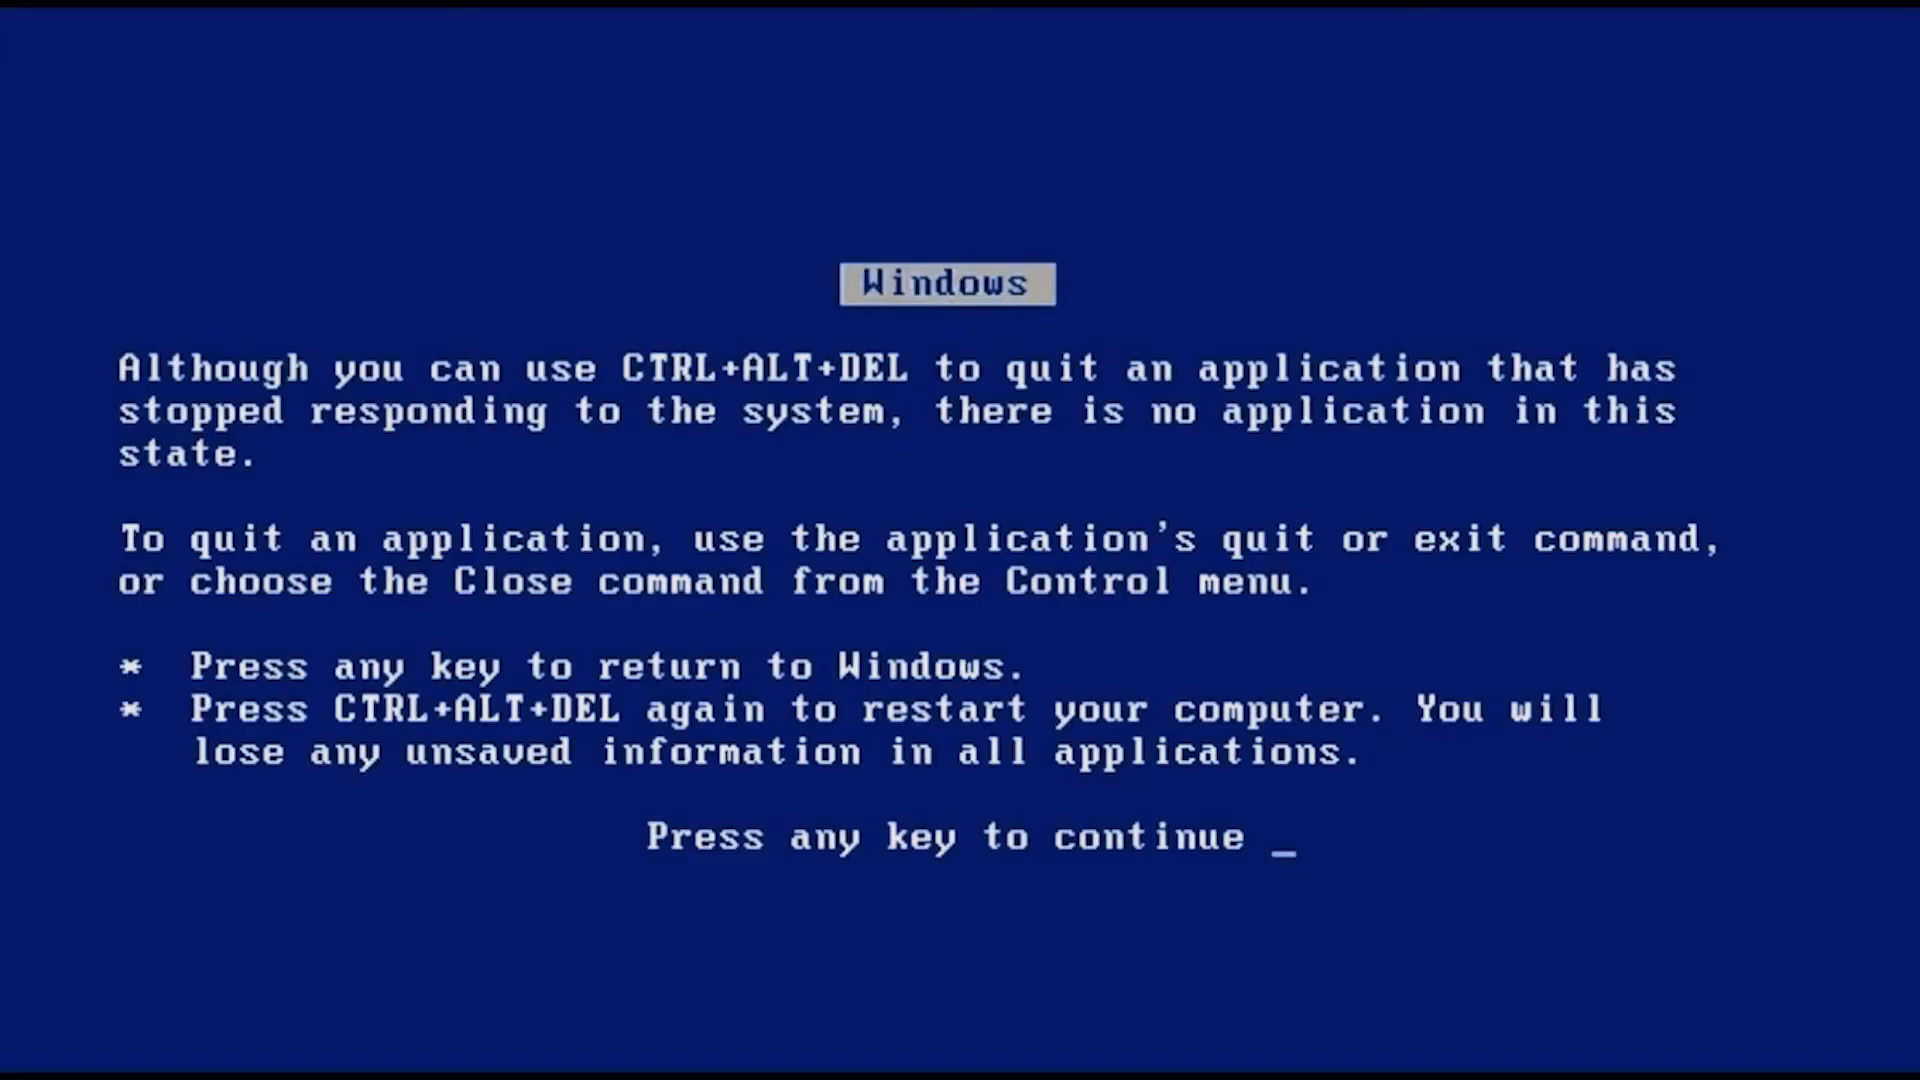 Windows
Although you can use CTRL+ALT+DEL to quit an application that has
stopped responding to the system, there is no application in this
state.
To quit an application, use the application's quit or exit command,
or choose the Close command from the Control menu.
* Press any key to return to Windows.
* Press CTRL+ALT+DEL again to restart your computer. You will
lose any unsaved information in all applications.
Press any key to continue _